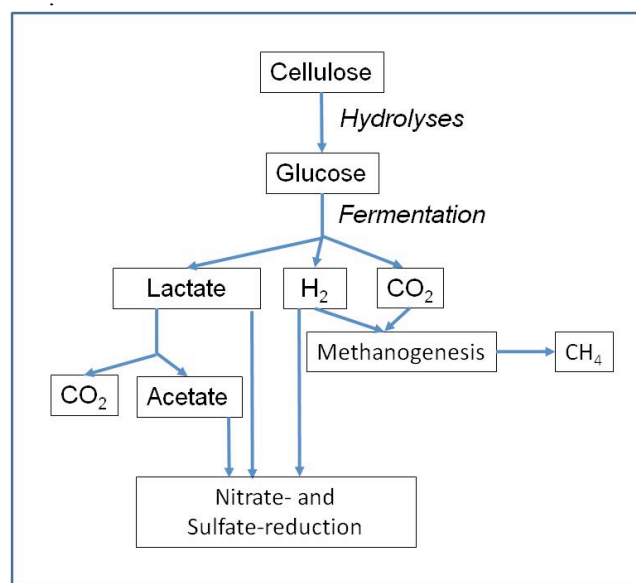 Cellulose
Hydrolyses
Glucose
Fermentation
Lactate
H₂
CO₂
Methanogenesis
CH₄
CO₂
Acetate
Nitrate- and
Sulfate-reduction